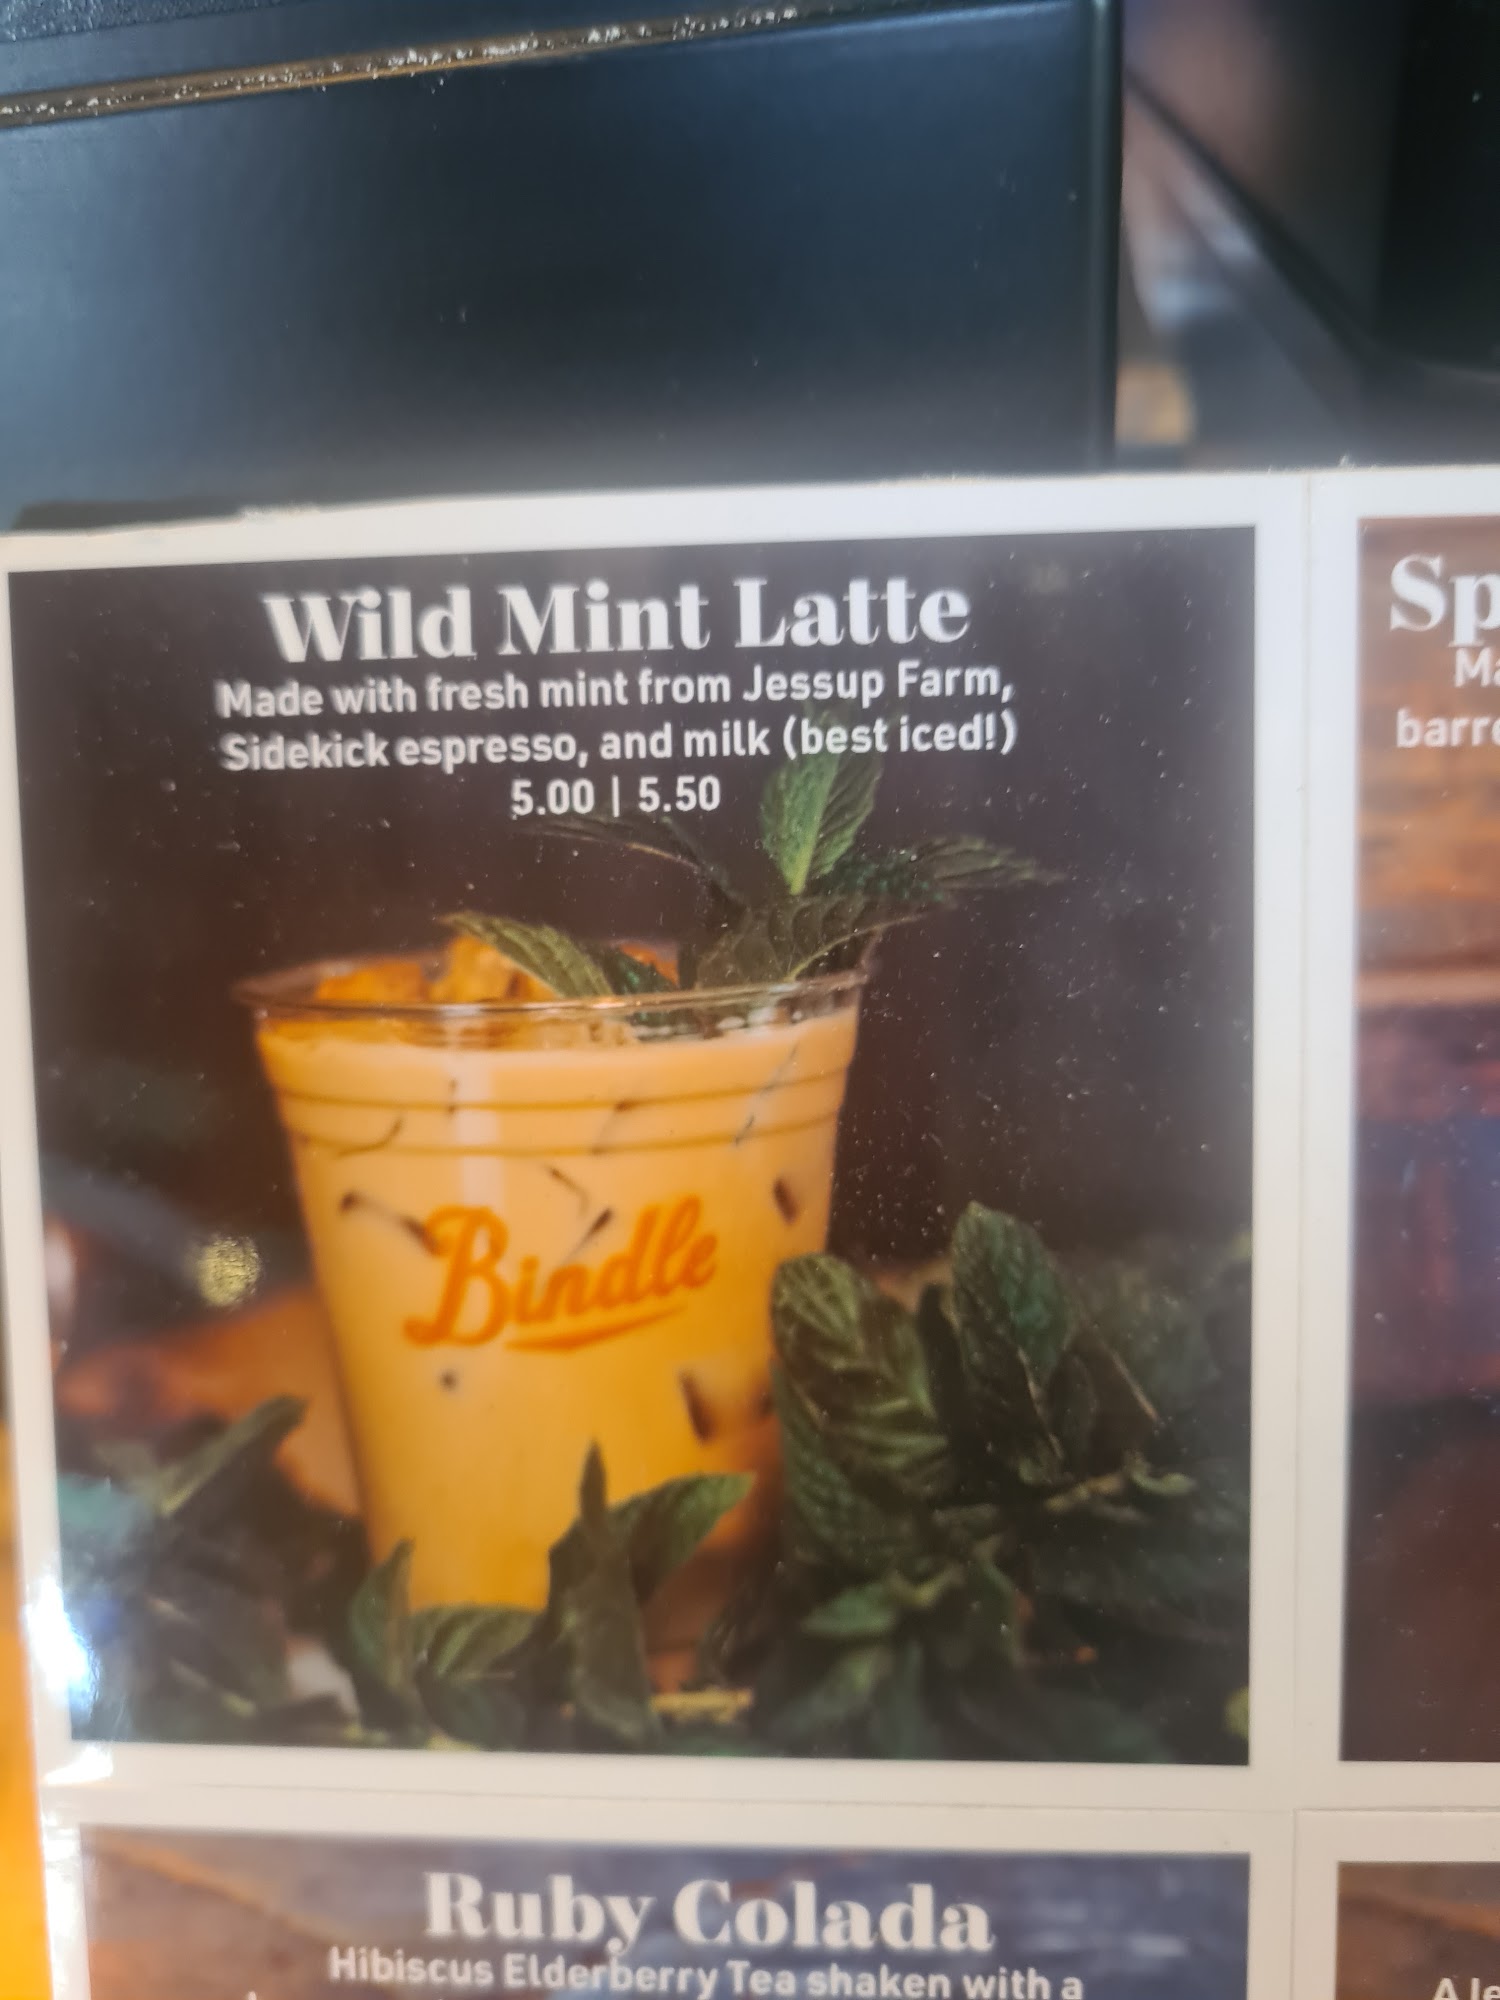 Wild Mint Latte
Made with fresh mint from Jessup Farm,
Sidekick espresso, and milk (best iced!)
5.00 | 5.50
Bindle
Ruby Colada
Hibiscus Elderberry Tea shaken with a